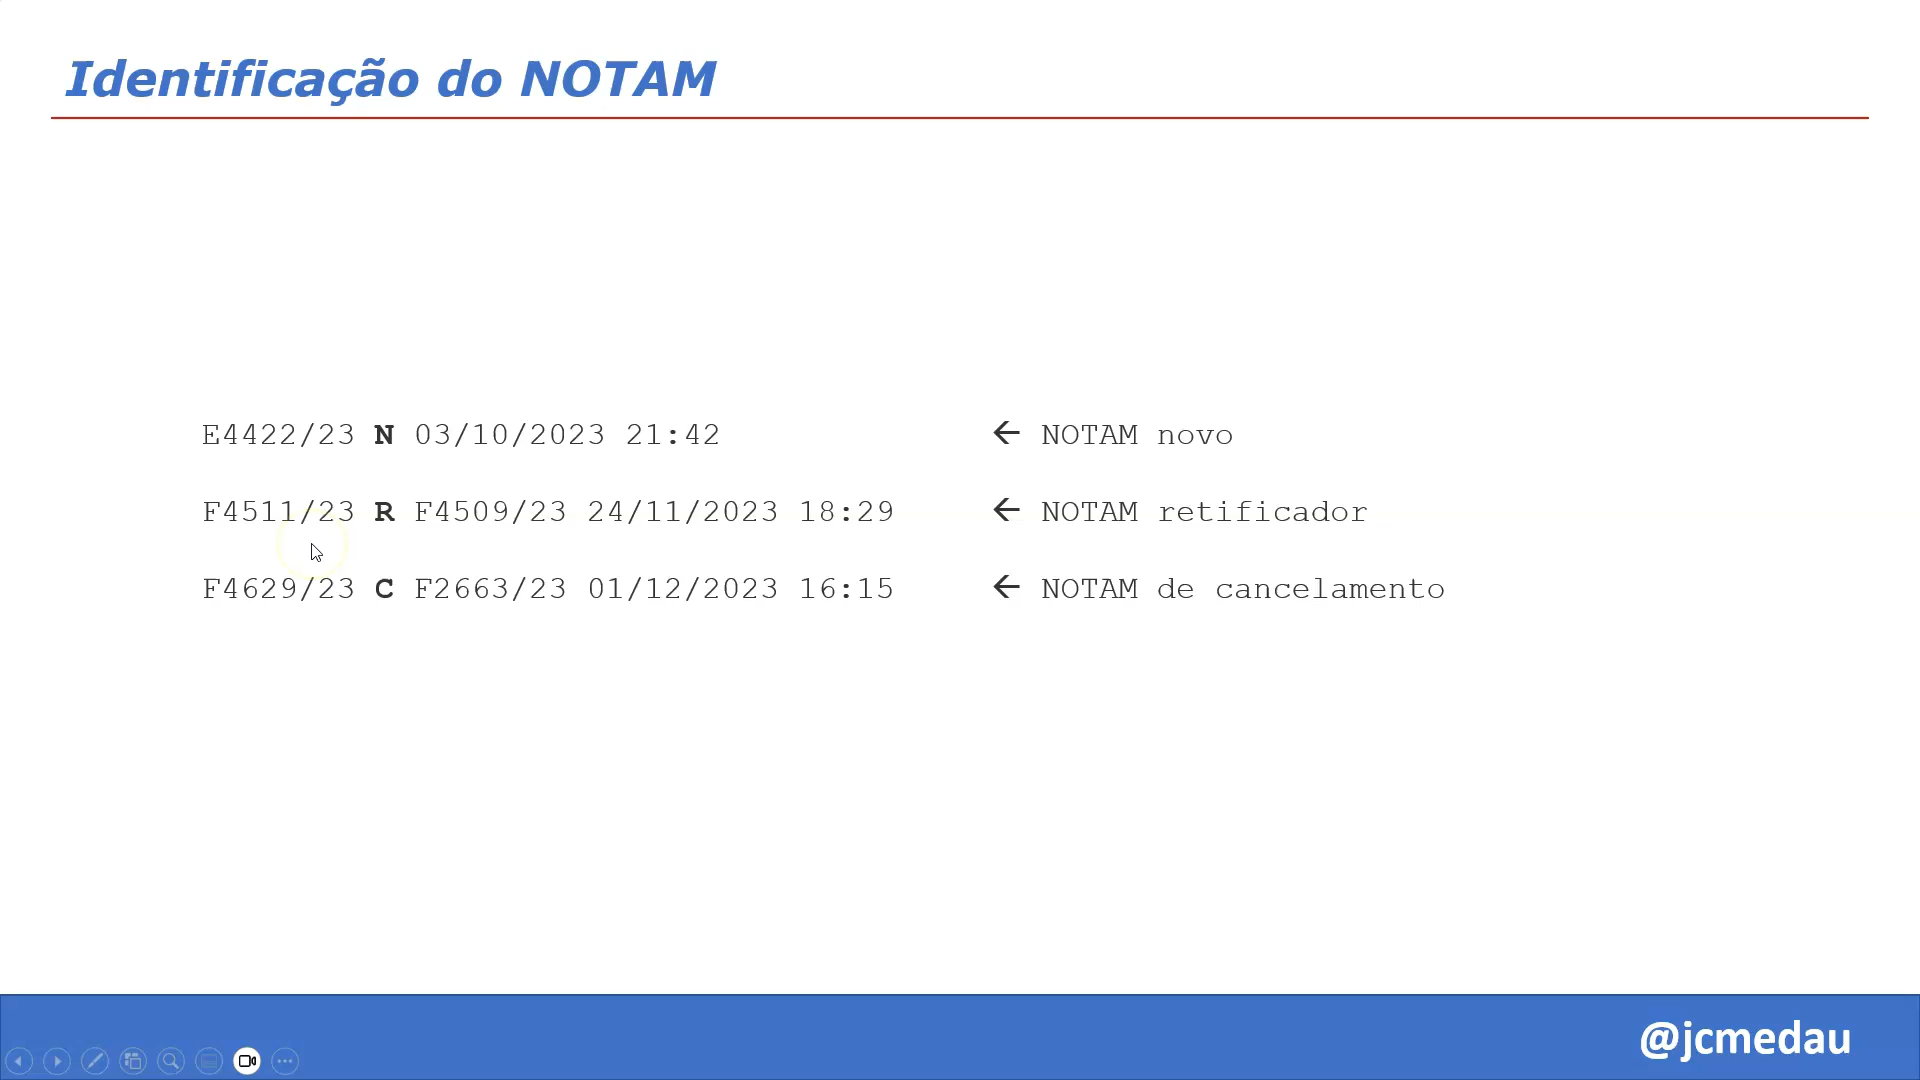 Identificação do NOTAM
E4422/23 N 03/10/2023 21:42 ← NOTAM novo
F4511/23 R F4509/23 24/11/2023 18:29 ← NOTAM retificador
F4629/23 C F2663/23 01/12/2023 16:15 ← NOTAM de cancelamento
@jcmedau